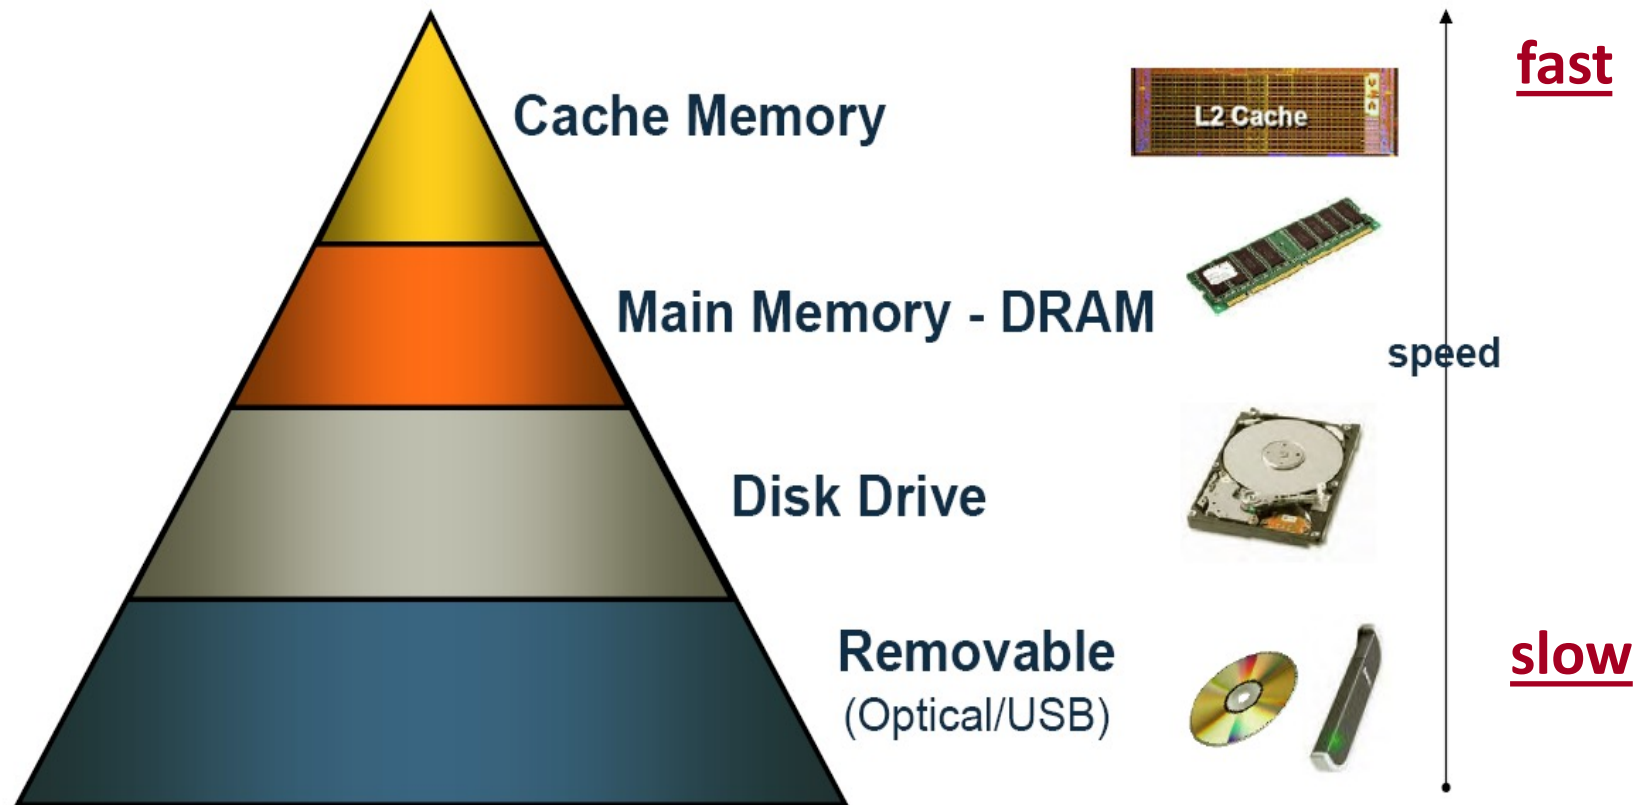 fast
Cache Memory
L2 Cache
Main Memory - DRAM
speed
Disk Drive
Removable
(Optical/USB)
slow